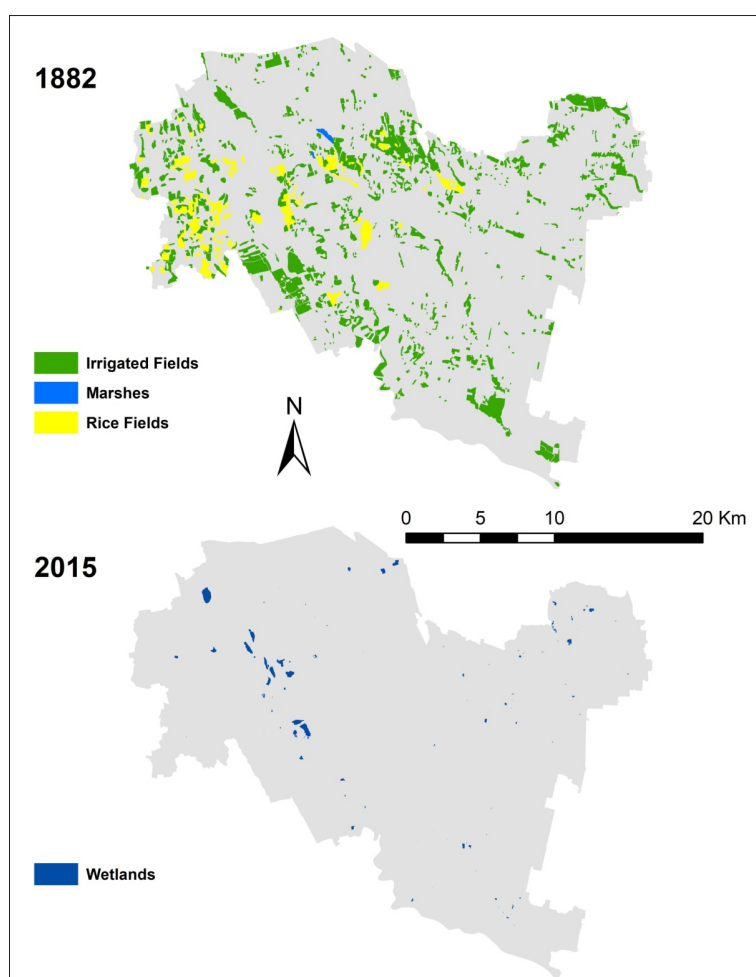 1882
Irrigated Fields
Marshes
Rice Fields
N
0 5 10 20 Km
2015
Wetlands